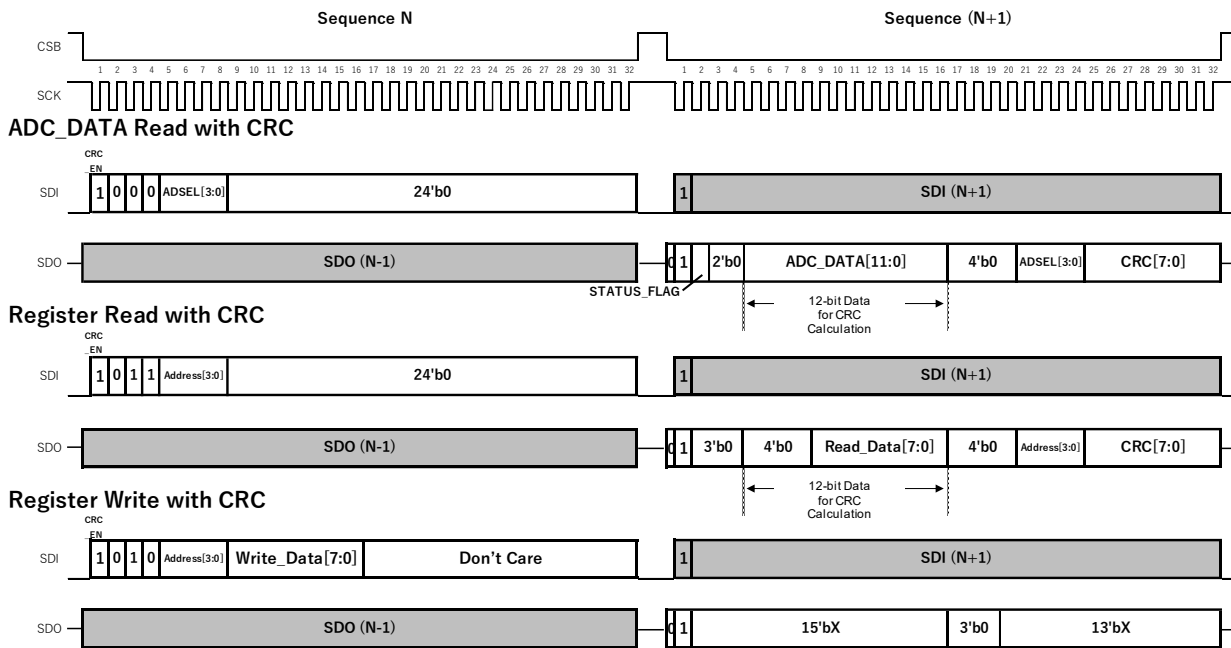 Sequence N Sequence (N+1)
CSB
1 2 3 4 5 6 7 8 9 10 11 12 13 14 15 16 17 18 19 20 21 22 23 24 25 26 27 28 29 30 31 32 1 2 3 4 5 6 7 8 9 10 11 12 13 14 15 16 17 18 19 20 21 22 23 24 25 26 27 28 29 30 31 32
SCK
ADC_DATA Read with CRC
CRC
_EN
SDI 1 0 0 0 ADSEL[3:0] 24'b0 1 SDI (N+1)
SDO SDO (N-1) 0 1 2'b0 ADC_DATA[11:0] 4'b0 ADSEL[3:0] CRC[7:0]
STATUS_FLAG
12-bit Data
for CRC
Calculation
Register Read with CRC
CRC
_EN
SDI 1 0 1 1 Address[3:0] 24'b0 1 SDI (N+1)
SDO SDO (N-1) 0 1 3'b0 4'b0 Read_Data[7:0] 4'b0 Address[3:0] CRC[7:0]
12-bit Data
for CRC
Calculation
Register Write with CRC
CRC
_EN
SDI 1 0 1 0 Address[3:0] Write_Data[7:0] Don't Care 1 SDI (N+1)
SDO SDO (N-1) 0 1 15'bX 3'b0 13'bX